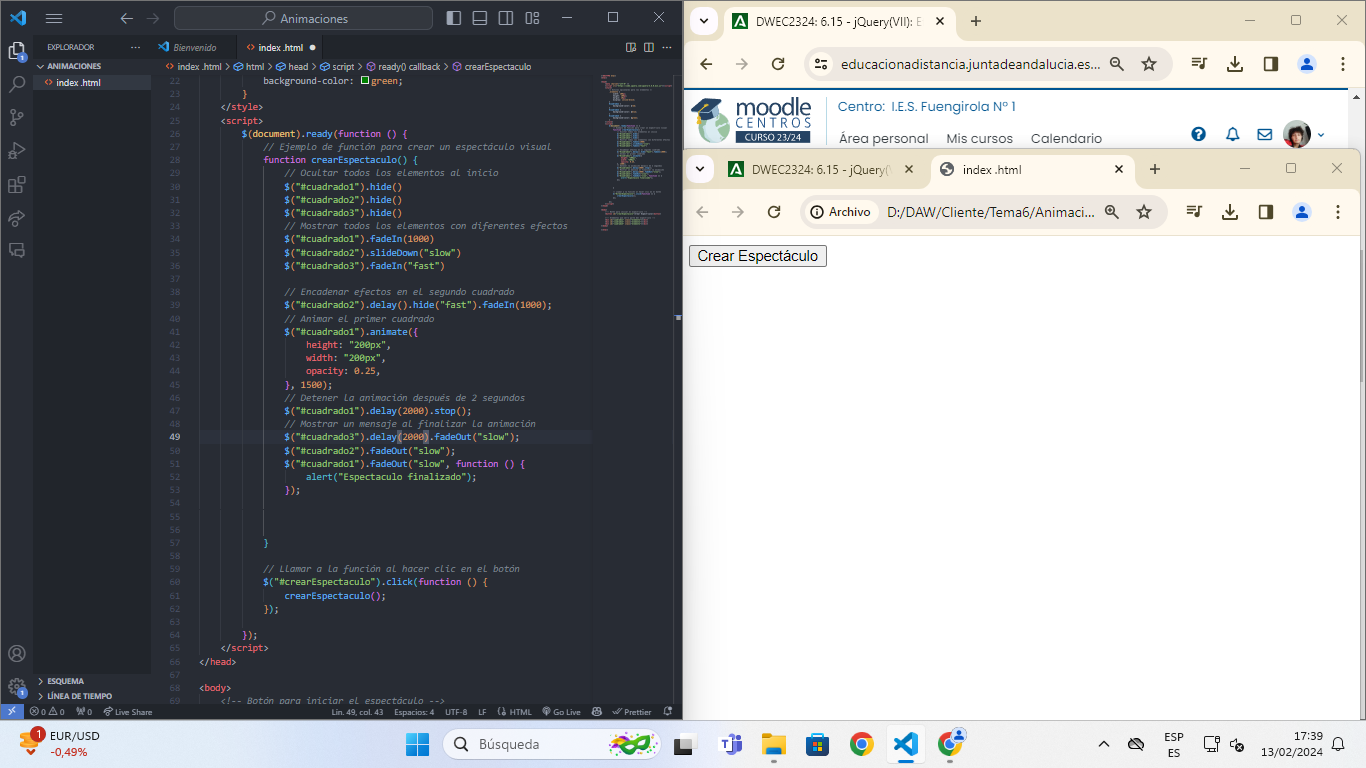 Animaciones
EXPLORADOR
ANIMACIONES
index .html
ESQUEMA
LÍNEA DE TIEMPO
Bienvenido
index .html
index .html > html > head > script > ready() callback > crearEspectaculo
22 background-color: green;
23 }
24 </style>
25 <script>
26 $(document).ready(function () {
27 // Ejemplo de función para crear un espectáculo visual
28 function crearEspectaculo() {
29 // Ocultar todos los elementos al inicio
30 $("#cuadrado1").hide()
31 $("#cuadrado2").hide()
32 $("#cuadrado3").hide()
33 // Mostrar todos los elementos con diferentes efectos
34 $("#cuadrado1").fadeIn(1000)
35 $("#cuadrado2").slideDown("slow")
36 $("#cuadrado3").fadeIn("fast")
37
38 // Encadenar efectos en el segundo cuadrado
39 $("#cuadrado2").delay().hide("fast").fadeIn(1000);
40 // Animar el primer cuadrado
41 $("#cuadrado1").animate({
42 height: "200px",
43 width: "200px",
44 opacity: 0.25,
45 }, 1500);
46 // Detener la animación después de 2 segundos
47 $("#cuadrado1").delay(2000).stop();
48 // Mostrar un mensaje al finalizar la animación
49 $("#cuadrado3").delay(2000).fadeOut("slow");
50 $("#cuadrado2").fadeOut("slow");
51 $("#cuadrado1").fadeOut("slow", function () {
52 alert("Espectaculo finalizado");
53 });
54
55
56
57 }
58
59 // Llamar a la función al hacer clic en el botón
60 $("#crearEspectaculo").click(function () {
61 crearEspectaculo();
62 });
63
64 });
65 </script>
66 </head>
67
68 <body>
69 <!-- Botón para iniciar el espectáculo -->
0 0 0 Live Share Lín. 49, col. 43 Espacios: 4 UTF-8 LF HTML Go Live Prettier
DWEC2324: 6.15 - jQuery(VII): E
educacionadistancia.juntadeandalucia.es...
moodle
CENTROS
CURSO 23/24
Centro: I.E.S. Fuengirola Nº 1
Área personal Mis cursos Calendario
DWEC2324: 6.15 - jQuery(V
index .html
Archivo D:/DAW/Cliente/Tema6/Animaci...
Crear Espectáculo
1
EUR/USD
-0,49%
Búsqueda
ESP
ES
17:39
13/02/2024